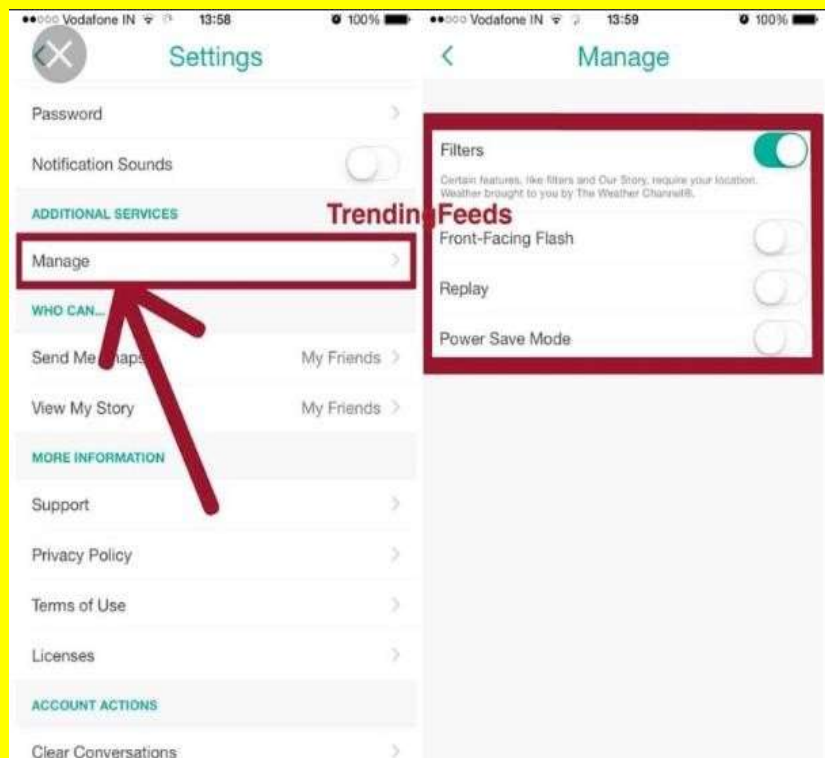 Vodafone IN 13:58 100%
Settings
Password
Notification Sounds
ADDITIONAL SERVICES
Manage
WHO CAN...
Send Me Snaps My Friends
View My Story My Friends
MORE INFORMATION
Support
Privacy Policy
Terms of Use
Licenses
ACCOUNT ACTIONS
Clear Conversations
TrendingFeeds
Vodafone IN 13:59 100%
Manage
Filters
Certain features, like filters and Our Story, require your location.
Weather brought to you by The Weather Channel®.
Front-Facing Flash
Replay
Power Save Mode